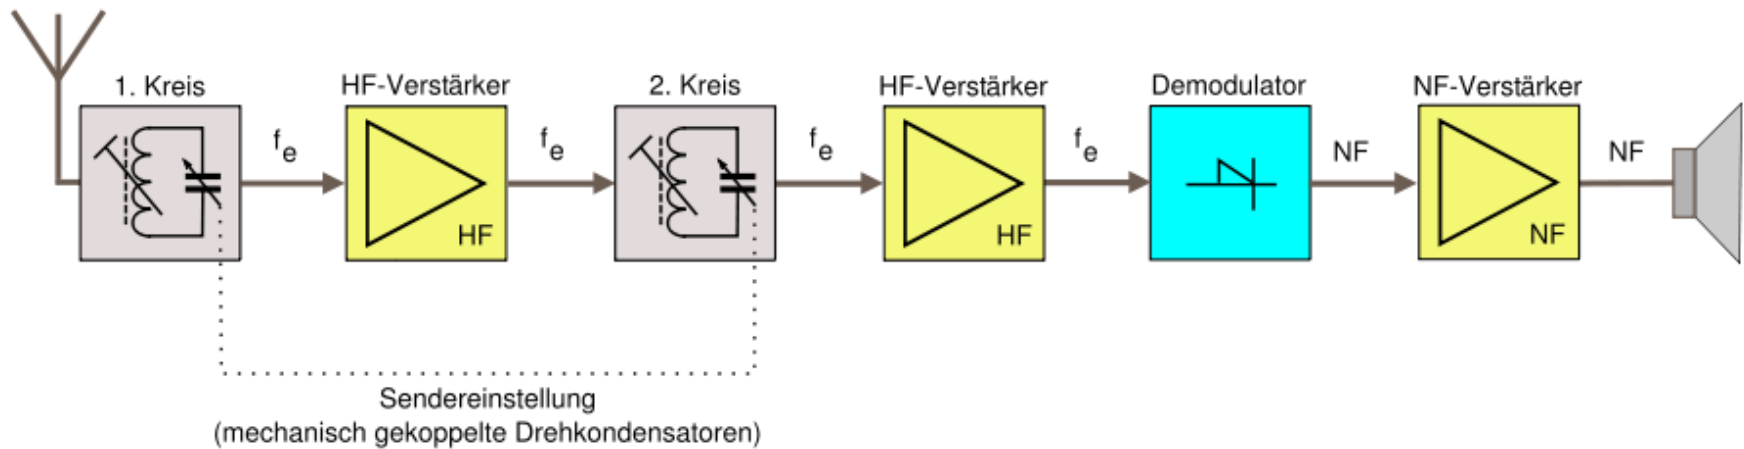 1. Kreis
HF-Verstärker
2. Kreis
HF-Verstärker
Demodulator
NF-Verstärker
fe
fe
fe
fe
NF
NF
HF
HF
NF
Sendereinstellung
(mechanisch gekoppelte Drehkondensatoren)